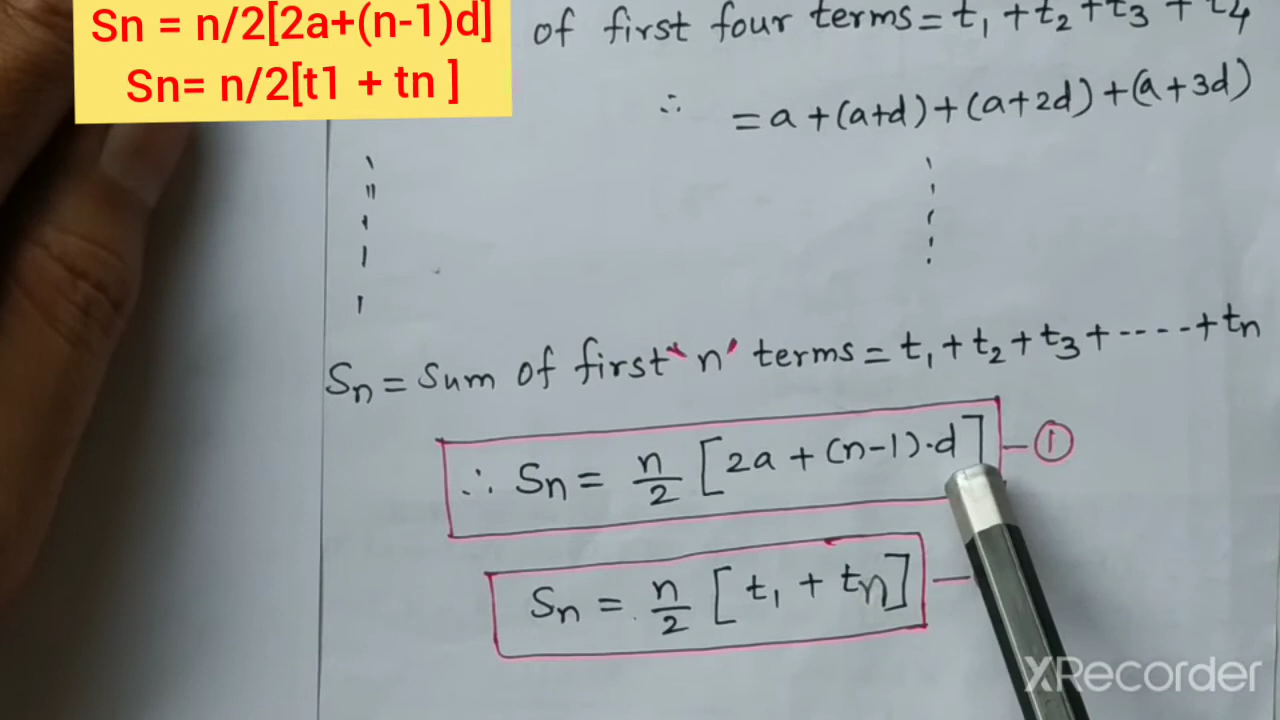 Sn = n/2[2a+(n-1)d]
Sn= n/2[t1 + tn ]
of first four terms = t₁ + t₂ + t₃ + t₄
∴ = a + (a+d) + (a+2d) + (a+3d)
Sₙ = Sum of first 'n' terms = t₁ + t₂ + t₃ + ---- + tₙ
∴ Sₙ = n/2 [2a + (n-1)·d] — ①
Sₙ = n/2 [t₁ + tₙ] —
XRecorder